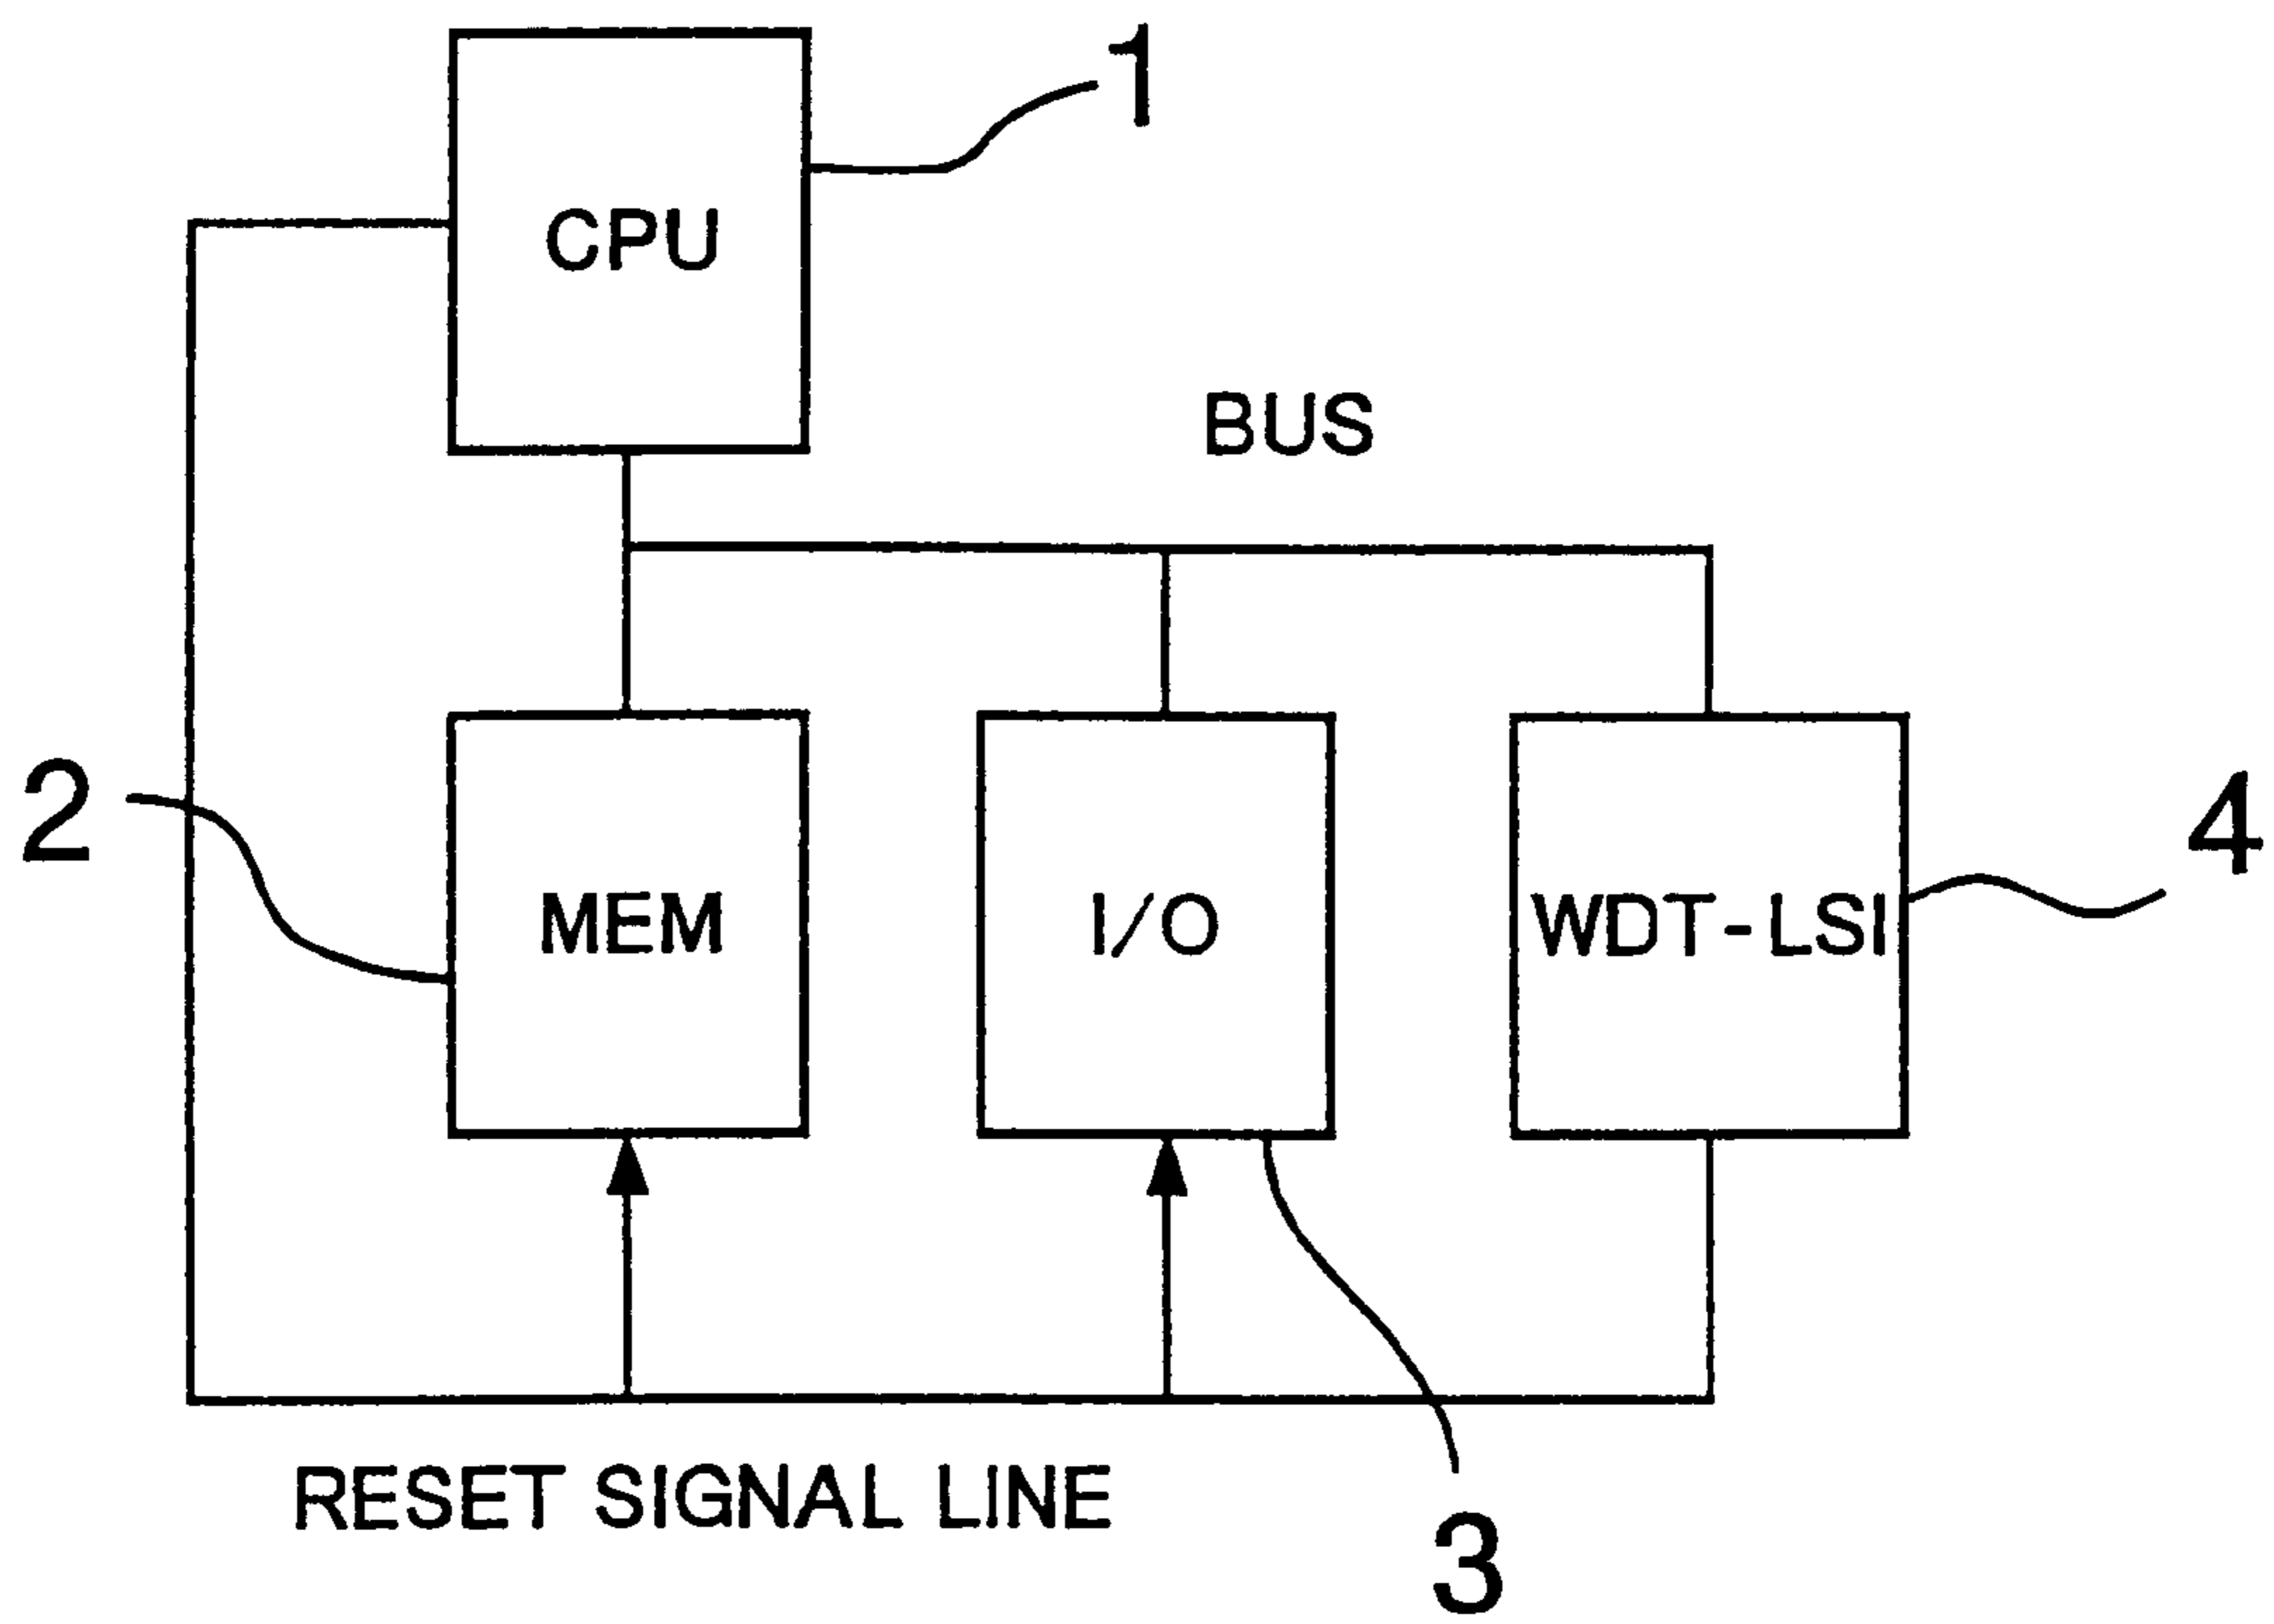 1
CPU
BUS
2
4
MEM
I/O
WDT-LSI
RESET SIGNAL LINE
3